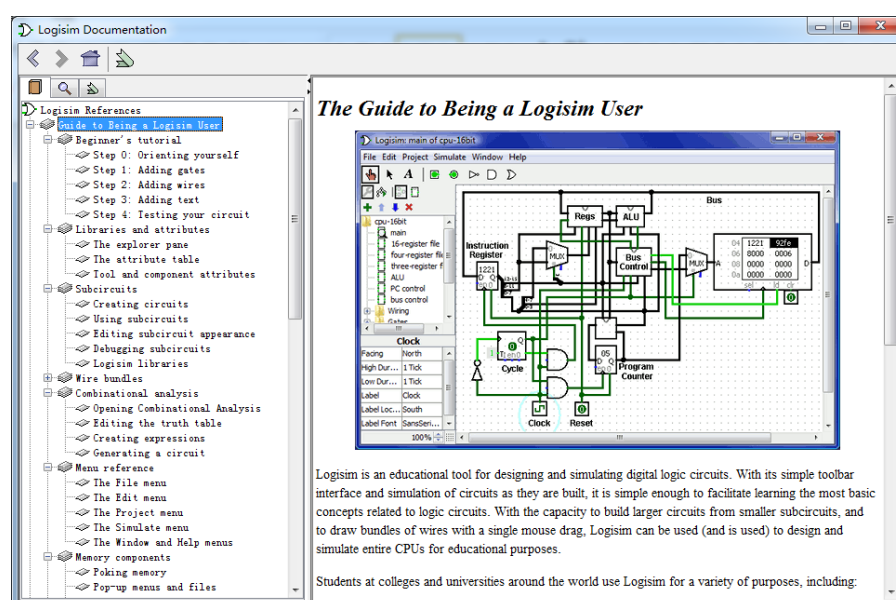 Logisim Documentation
Logisim References
Guide to Being a Logisim User
Beginner's tutorial
Step 0: Orienting yourself
Step 1: Adding gates
Step 2: Adding wires
Step 3: Adding text
Step 4: Testing your circuit
Libraries and attributes
The explorer pane
The attribute table
Tool and component attributes
Subcircuits
Creating circuits
Using subcircuits
Editing subcircuit appearance
Debugging subcircuits
Logisim libraries
Wire bundles
Combinational analysis
Opening Combinational Analysis
Editing the truth table
Creating expressions
Generating a circuit
Menu reference
The File menu
The Edit menu
The Project menu
The Simulate menu
The Window and Help menus
Memory components
Poking memory
Pop-up menus and files
The Guide to Being a Logisim User
Logisim: main of cpu-16bit
File Edit Project Simulate Window Help
A
cpu-16bit
main
16-register file
four-register file
three-register f
ALU
PC control
bus control
Wiring
Gates
Clock
Facing North
High Dur... 1 Tick
Low Dur... 1 Tick
Label Clock
Label Loc... South
Label Font SansSeri...
100%
Bus
Regs
ALU
Instruction
Register
1221
D Q
MUX
Bus
Control
MUX
A
04 1221 92fe
06 8000 0006
08 0000 0000
0a 0000 0000
D
sel ld clr
0
Q
0
Cycle
05
D Q
Program
Counter
Clock
0
Reset
Logisim is an educational tool for designing and simulating digital logic circuits. With its simple toolbar
interface and simulation of circuits as they are built, it is simple enough to facilitate learning the most basic
concepts related to logic circuits. With the capacity to build larger circuits from smaller subcircuits, and
to draw bundles of wires with a single mouse drag, Logisim can be used (and is used) to design and
simulate entire CPUs for educational purposes.
Students at colleges and universities around the world use Logisim for a variety of purposes, including: